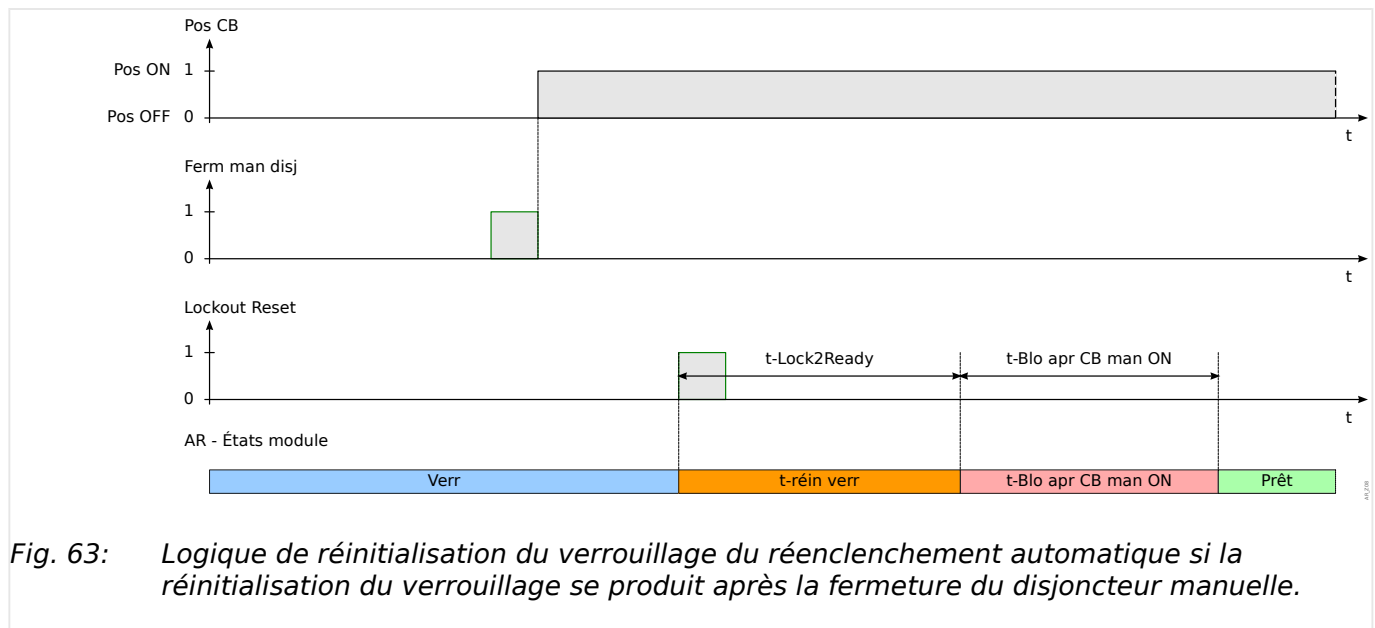 Pos CB
Pos ON 1
Pos OFF 0
t
Ferm man disj
1
0
t
Lockout Reset
1 t-Lock2Ready t-Blo apr CB man ON
0
t
AR - États module
Verr t-réin verr t-Blo apr CB man ON Prêt
Fig. 63: Logique de réinitialisation du verrouillage du réenclenchement automatique si la
réinitialisation du verrouillage se produit après la fermeture du disjoncteur manuelle.